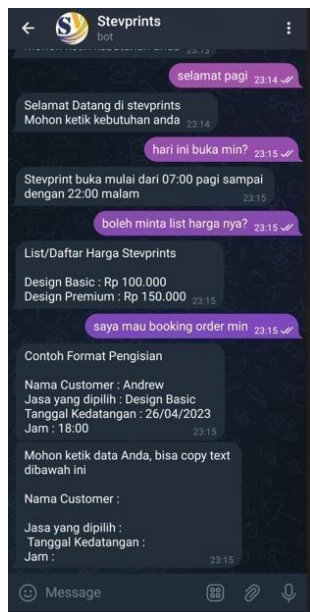 Stevprints
bot
selamat pagi 23:14
Selamat Datang di stevprints
Mohon ketik kebutuhan anda 23:14
hari ini buka min? 23:15
Stevprint buka mulai dari 07:00 pagi sampai
dengan 22:00 malam
23:15
boleh minta list harga nya? 23:15
List/Daftar Harga Stevprints
Design Basic : Rp 100.000
Design Premium : Rp 150.000 23:15
saya mau booking order min 23:15
Contoh Format Pengisian
Nama Customer : Andrew
Jasa yang dipilih : Design Basic
Tanggal Kedatangan : 26/04/2023
Jam : 18:00
23:15
Mohon ketik data Anda, bisa copy text
dibawah ini
Nama Customer :
Jasa yang dipilih :
Tanggal Kedatangan :
Jam :
23:15
Message